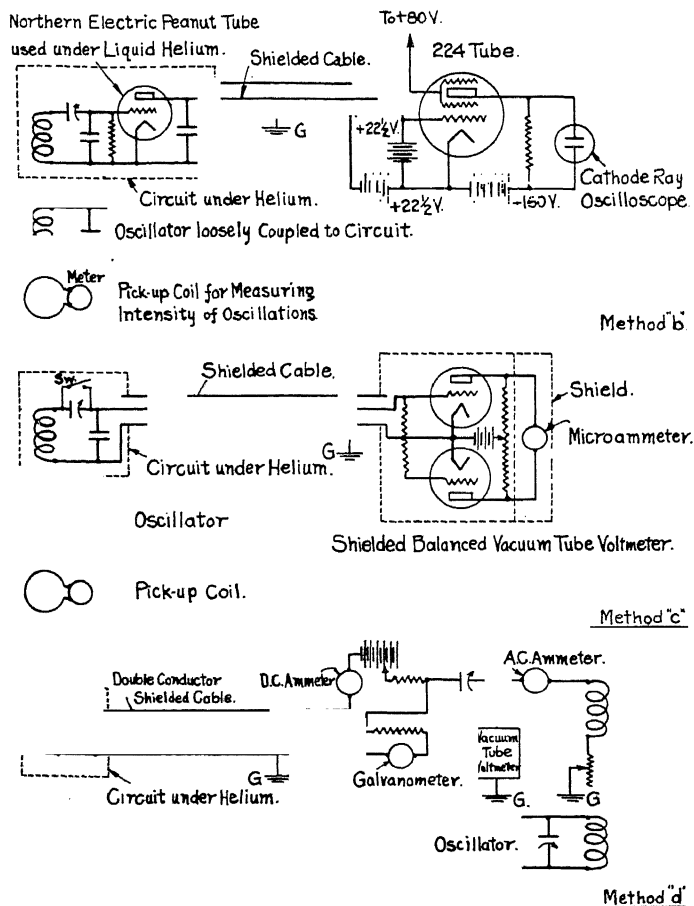 Northern Electric Peanut Tube
used under Liquid Helium.
Shielded Cable.
To+80V.
224 Tube.
G
+22½V.
+22½V.
-160V.
Cathode Ray
Oscilloscope.
Circuit under Helium.
Oscillator loosely Coupled to Circuit.
Meter
Pick-up Coil for Measuring
Intensity of Oscillations
Method "b"
Sw.
Shielded Cable.
Shield.
Microammeter.
G
Circuit under Helium.
Oscillator
Shielded Balanced Vacuum Tube Voltmeter.
Pick-up Coil.
Method "c"
Double Conductor
Shielded Cable.
D.C. Ammeter
A.C. Ammeter.
Vacuum
Tube
Voltmeter
Galvanometer.
G
G.
G
Circuit under Helium.
Oscillator.
Method "d"